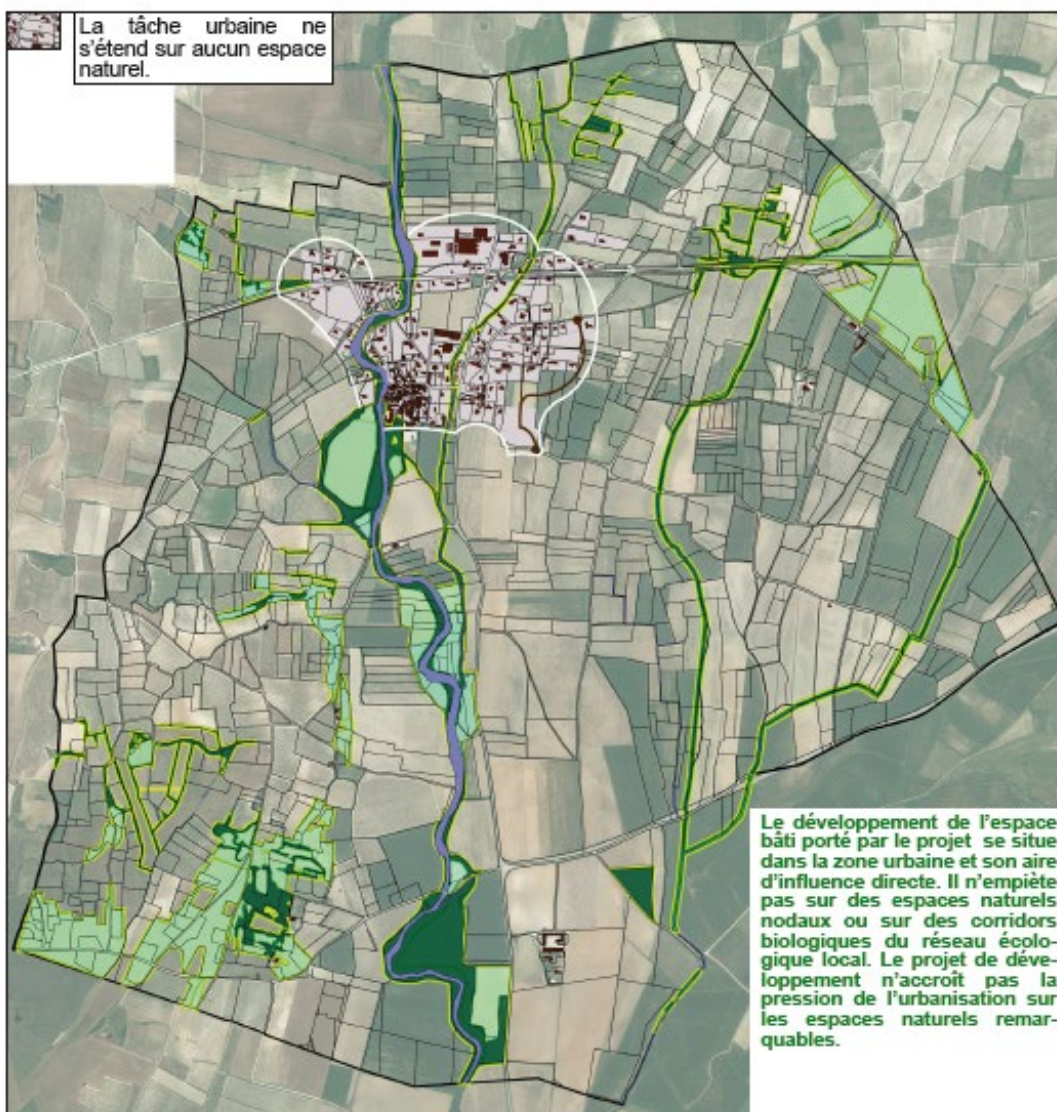 La tâche urbaine ne
s'étend sur aucun espace
naturel.
Le développement de l'espace
bâti porté par le projet se situe
dans la zone urbaine et son aire
d'influence directe. Il n'empiète
pas sur des espaces naturels
nodaux ou sur des corridors
biologiques du réseau écolo-
gique local. Le projet de déve-
loppement n'accroît pas la
pression de l'urbanisation sur
les espaces naturels remar-
quables.